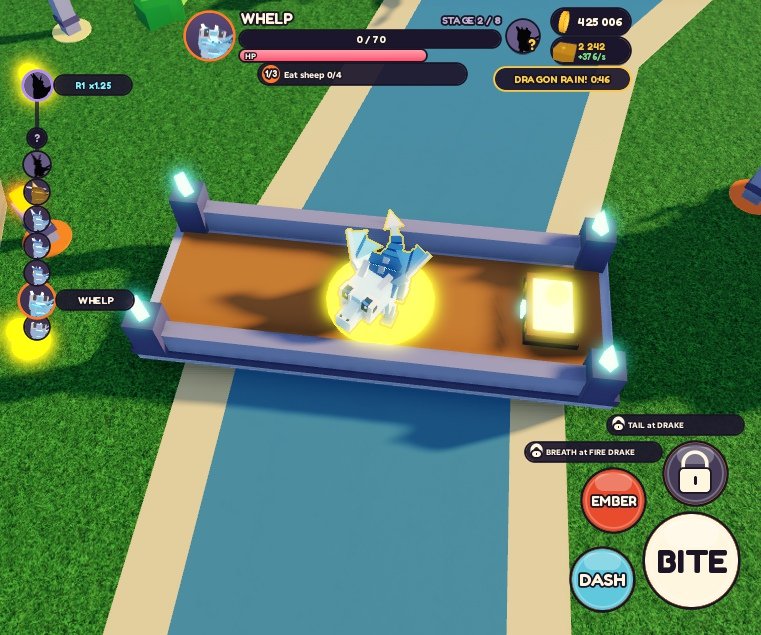 WHELP
STAGE 2 / 8
0 / 70
HP
1/3 Eat sheep 0/4
?
425 006
2 242
+376/s
DRAGON RAIN! 0:46
R1 x1.25
?
WHELP
TAIL at DRAKE
BREATH at FIRE DRAKE
EMBER
BITE
DASH